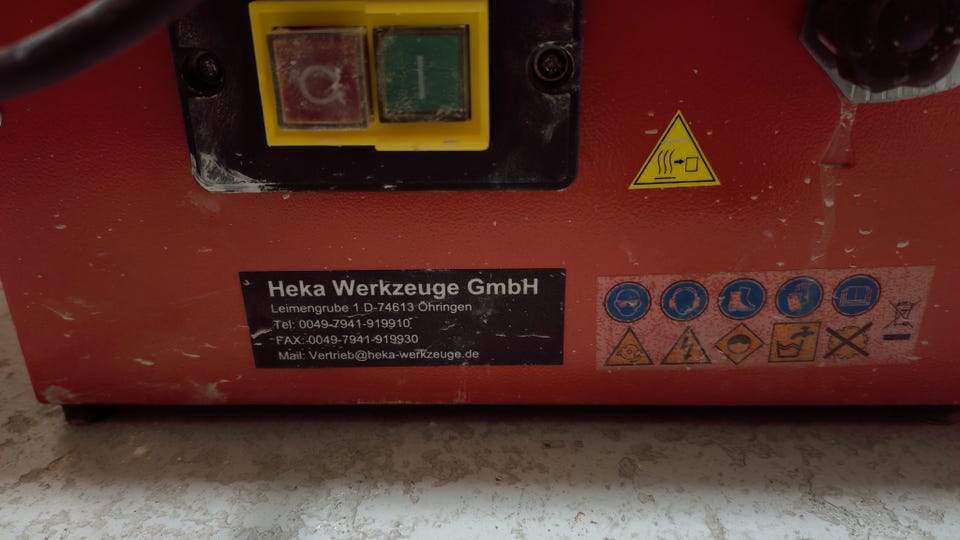 O I
Heka Werkzeuge GmbH
Leimengrube 1 D-74613 Öhringen
Tel: 0049-7941-919910
FAX: 0049-7941-919930
Mail: Vertrieb@heka-werkzeuge.de